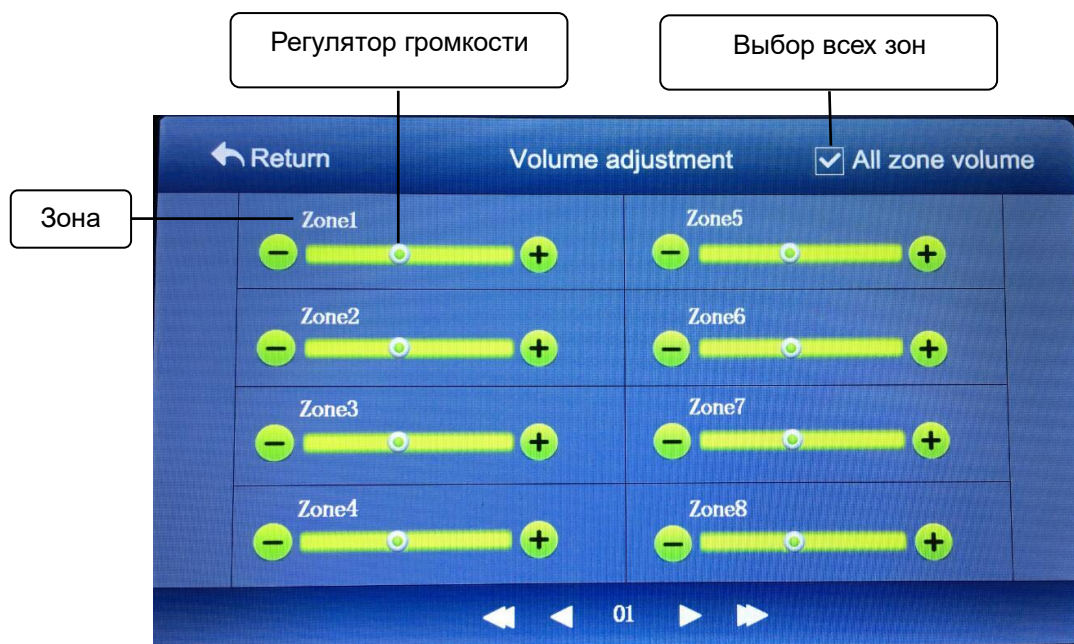 Регулятор громкости
Выбор всех зон
Return
Volume adjustment
All zone volume
Зона
Zone1
Zone5
Zone2
Zone6
Zone3
Zone7
Zone4
Zone8
01